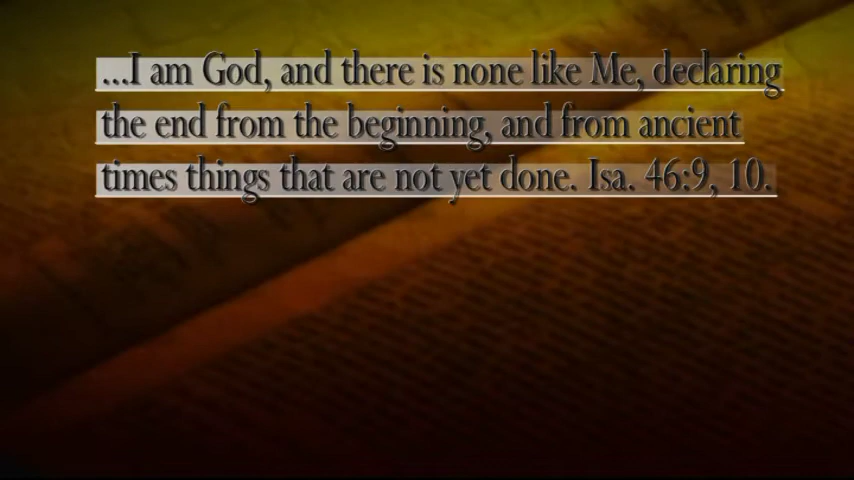 ...I am God, and there is none like Me, declaring
the end from the beginning, and from ancient
times things that are not yet done. Isa. 46:9, 10.